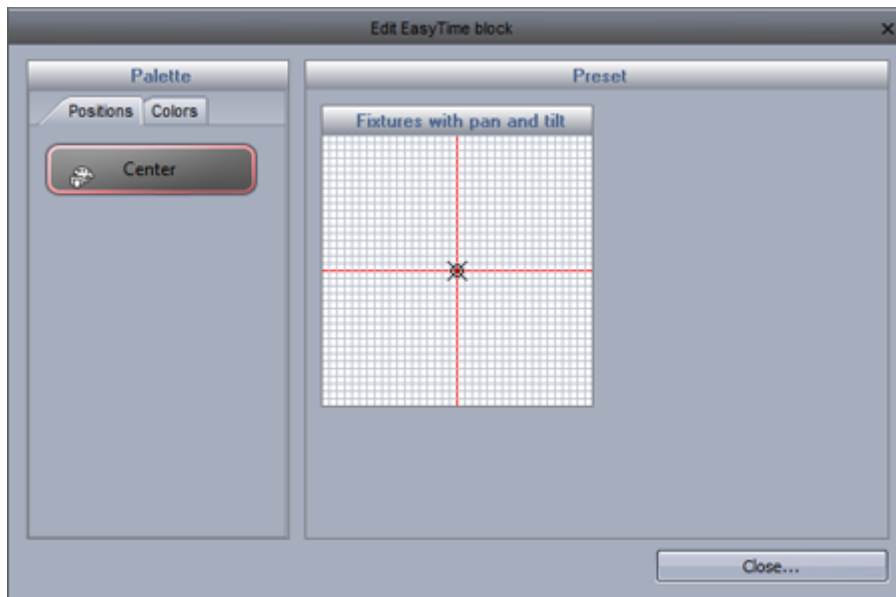 Edit EasyTime block
Palette
Preset
Positions Colors
Fixtures with pan and tilt
Center
Close...